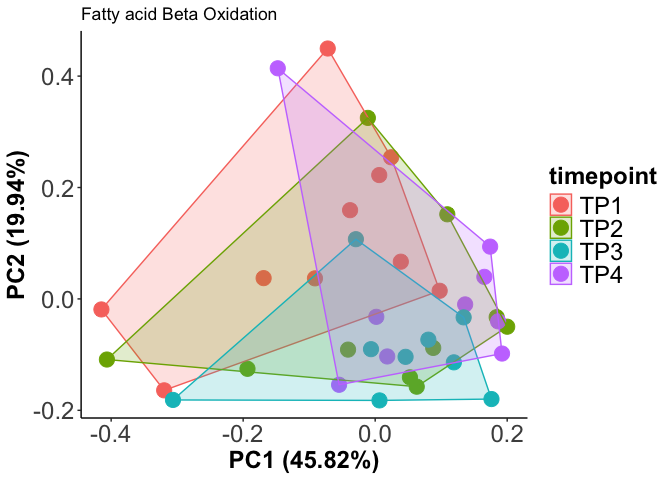 Fatty acid Beta Oxidation
PC2 (19.94%)
0.4
0.2
0.0
-0.2
-0.4
-0.2
0.0
0.2
PC1 (45.82%)
timepoint
TP1
TP2
TP3
TP4